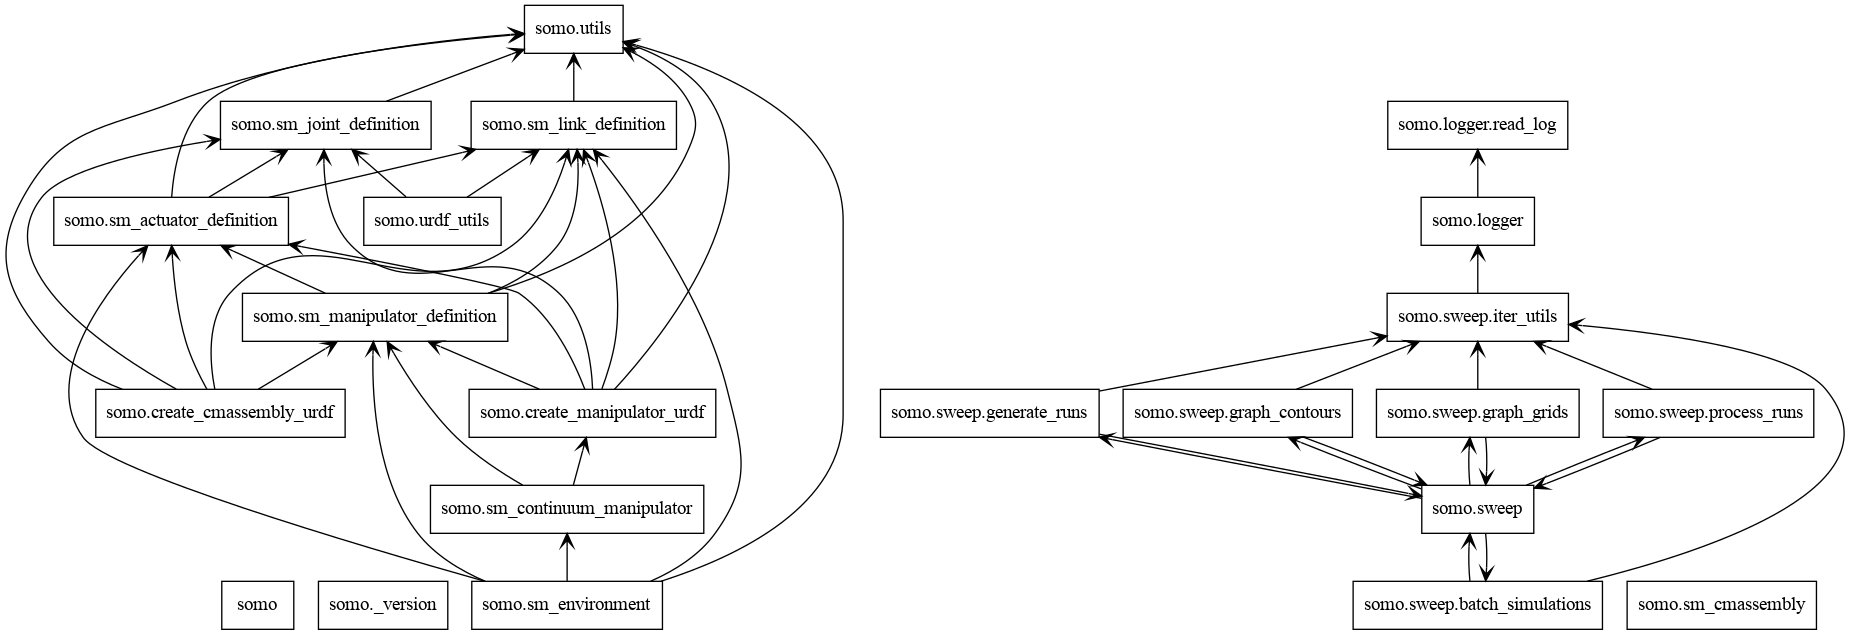 somo.utils
somo.sm_joint_definition
somo.sm_link_definition
somo.logger.read_log
somo.sm_actuator_definition
somo.urdf_utils
somo.logger
somo.sm_manipulator_definition
somo.sweep.iter_utils
somo.create_cmassembly_urdf
somo.create_manipulator_urdf
somo.sweep.generate_runs
somo.sweep.graph_contours
somo.sweep.graph_grids
somo.sweep.process_runs
somo.sm_continuum_manipulator
somo.sweep
somo
somo._version
somo.sm_environment
somo.sweep.batch_simulations
somo.sm_cmassembly